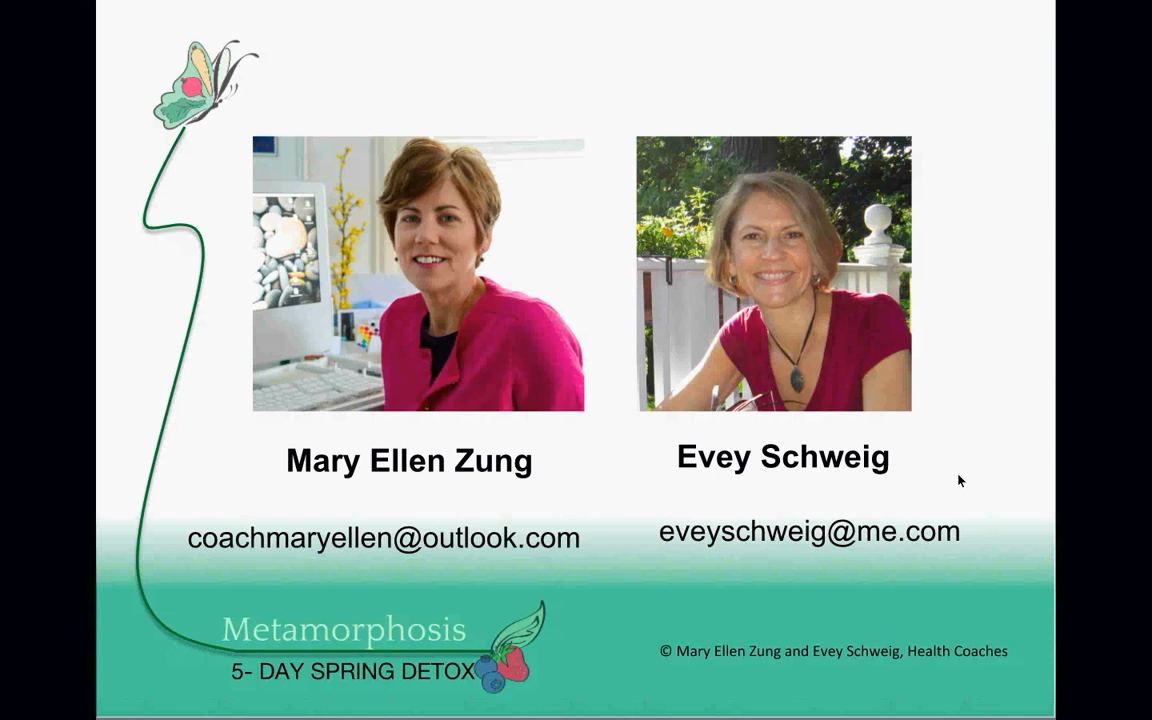 Mary Ellen Zung
Evey Schweig
coachmaryellen@outlook.com
eveyschweig@me.com
Metamorphosis
5- DAY SPRING DETOX
© Mary Ellen Zung and Evey Schweig, Health Coaches